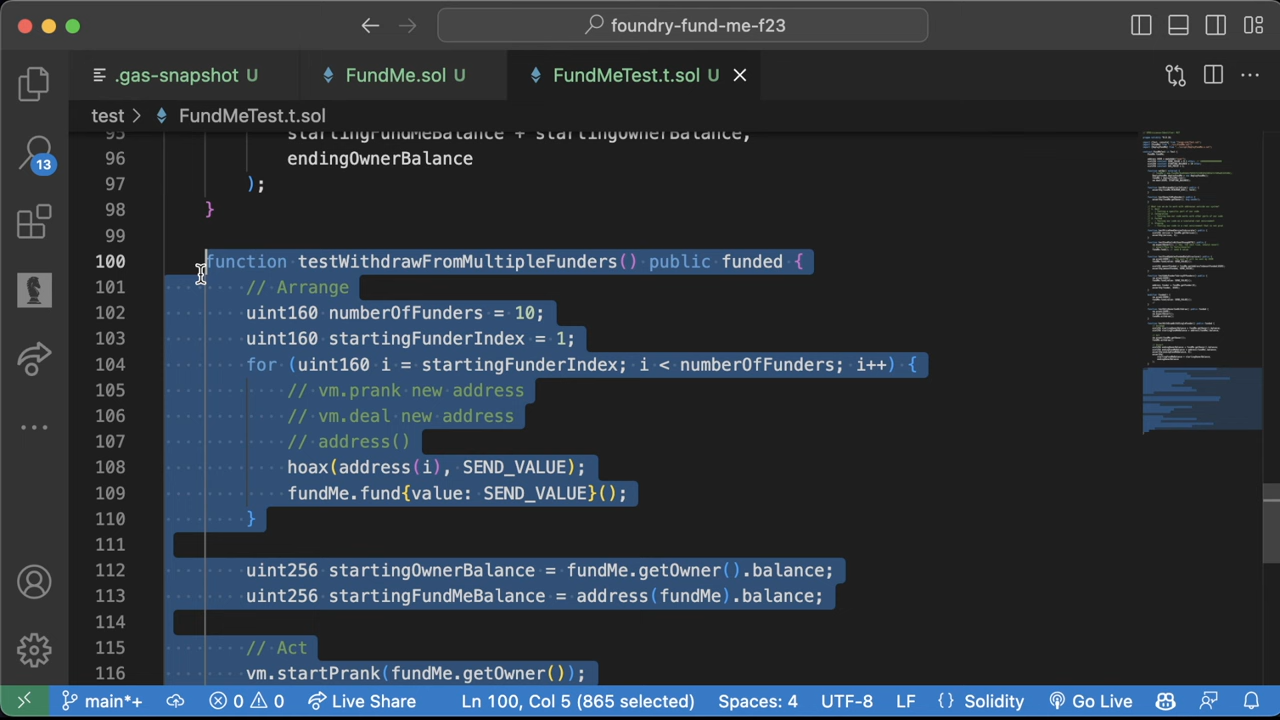 foundry-fund-me-f23
.gas-snapshot U
FundMe.sol U
FundMeTest.t.sol U
test > FundMeTest.t.sol
13
95 startingFundMeBalance + startingOwnerBalance,
96 endingOwnerBalance
97 );
98 }
99
100 function testWithdrawFromMultipleFunders() public funded {
101 // Arrange
102 uint160 numberOfFunders = 10;
103 uint160 startingFunderIndex = 1;
104 for (uint160 i = startingFunderIndex; i < numberOfFunders; i++) {
105 // vm.prank new address
106 // vm.deal new address
107 // address()
108 hoax(address(i), SEND_VALUE);
109 fundMe.fund{value: SEND_VALUE}();
110 }
111
112 uint256 startingOwnerBalance = fundMe.getOwner().balance;
113 uint256 startingFundMeBalance = address(fundMe).balance;
114
115 // Act
116 vm.startPrank(fundMe.getOwner());
main*+ 0 0 Live Share Ln 100, Col 5 (865 selected) Spaces: 4 UTF-8 LF {} Solidity Go Live